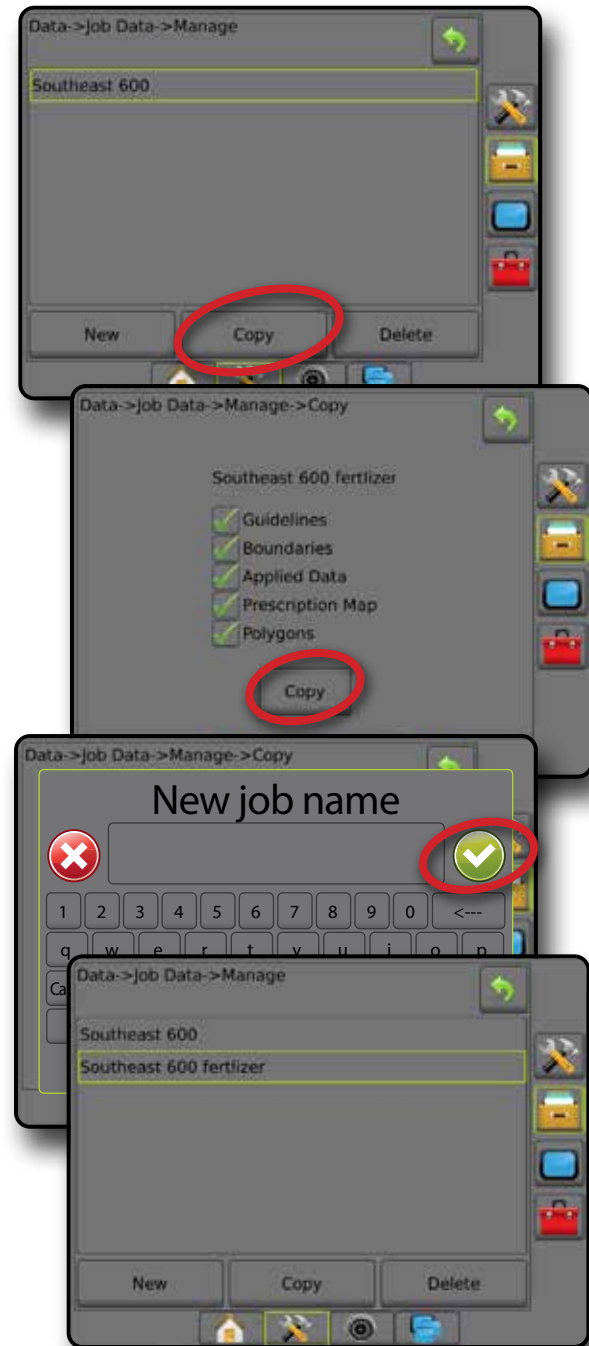 Data->Job Data->Manage
Southeast 600
New Copy Delete
Data->Job Data->Manage->Copy
Southeast 600 fertlizer
Guidelines
Boundaries
Applied Data
Prescription Map
Polygons
Copy
Data->Job Data->Manage->Copy
New job name
1 2 3 4 5 6 7 8 9 0 <---
q w e r t y u i o p
Data->Job Data->Manage
Southeast 600
Southeast 600 fertlizer
New Copy Delete